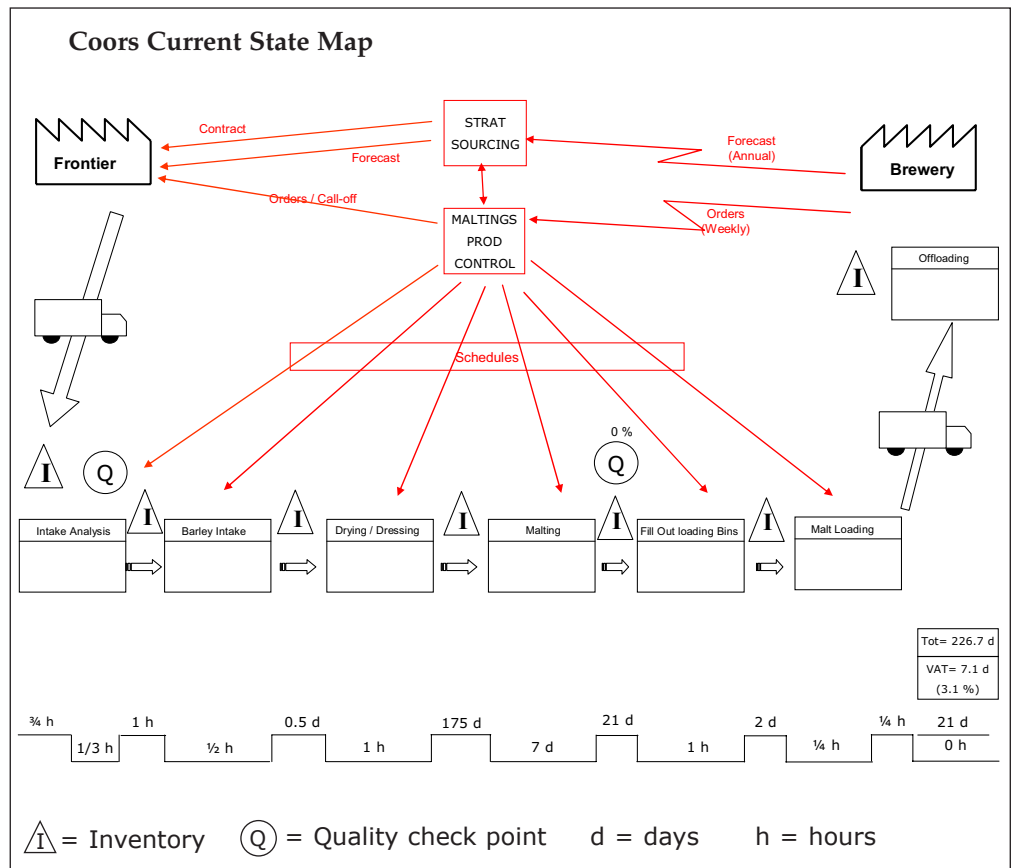 Coors Current State Map
STRAT
SOURCING
Contract
Forecast
Orders / Call-off
Forecast
(Annual)
Orders
(Weekly)
Frontier
Brewery
MALTINGS
PROD
CONTROL
I
Offloading
Schedules
0 %
I
Q
Q
I
I
I
I
I
Intake Analysis
Barley Intake
Drying / Dressing
Malting
Fill Out loading Bins
Malt Loading
Tot= 226.7 d
VAT= 7.1 d
(3.1 %)
¾ h
1 h
0.5 d
175 d
21 d
2 d
¼ h
21 d
1/3 h
½ h
1 h
7 d
1 h
¼ h
0 h
I = Inventory Q = Quality check point d = days h = hours